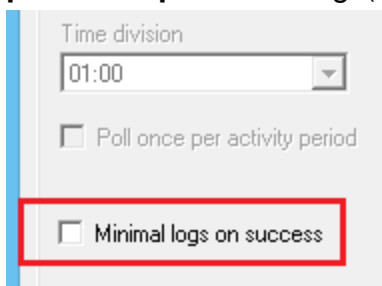 Time division
01:00
Poll once per activity period
Minimal logs on success